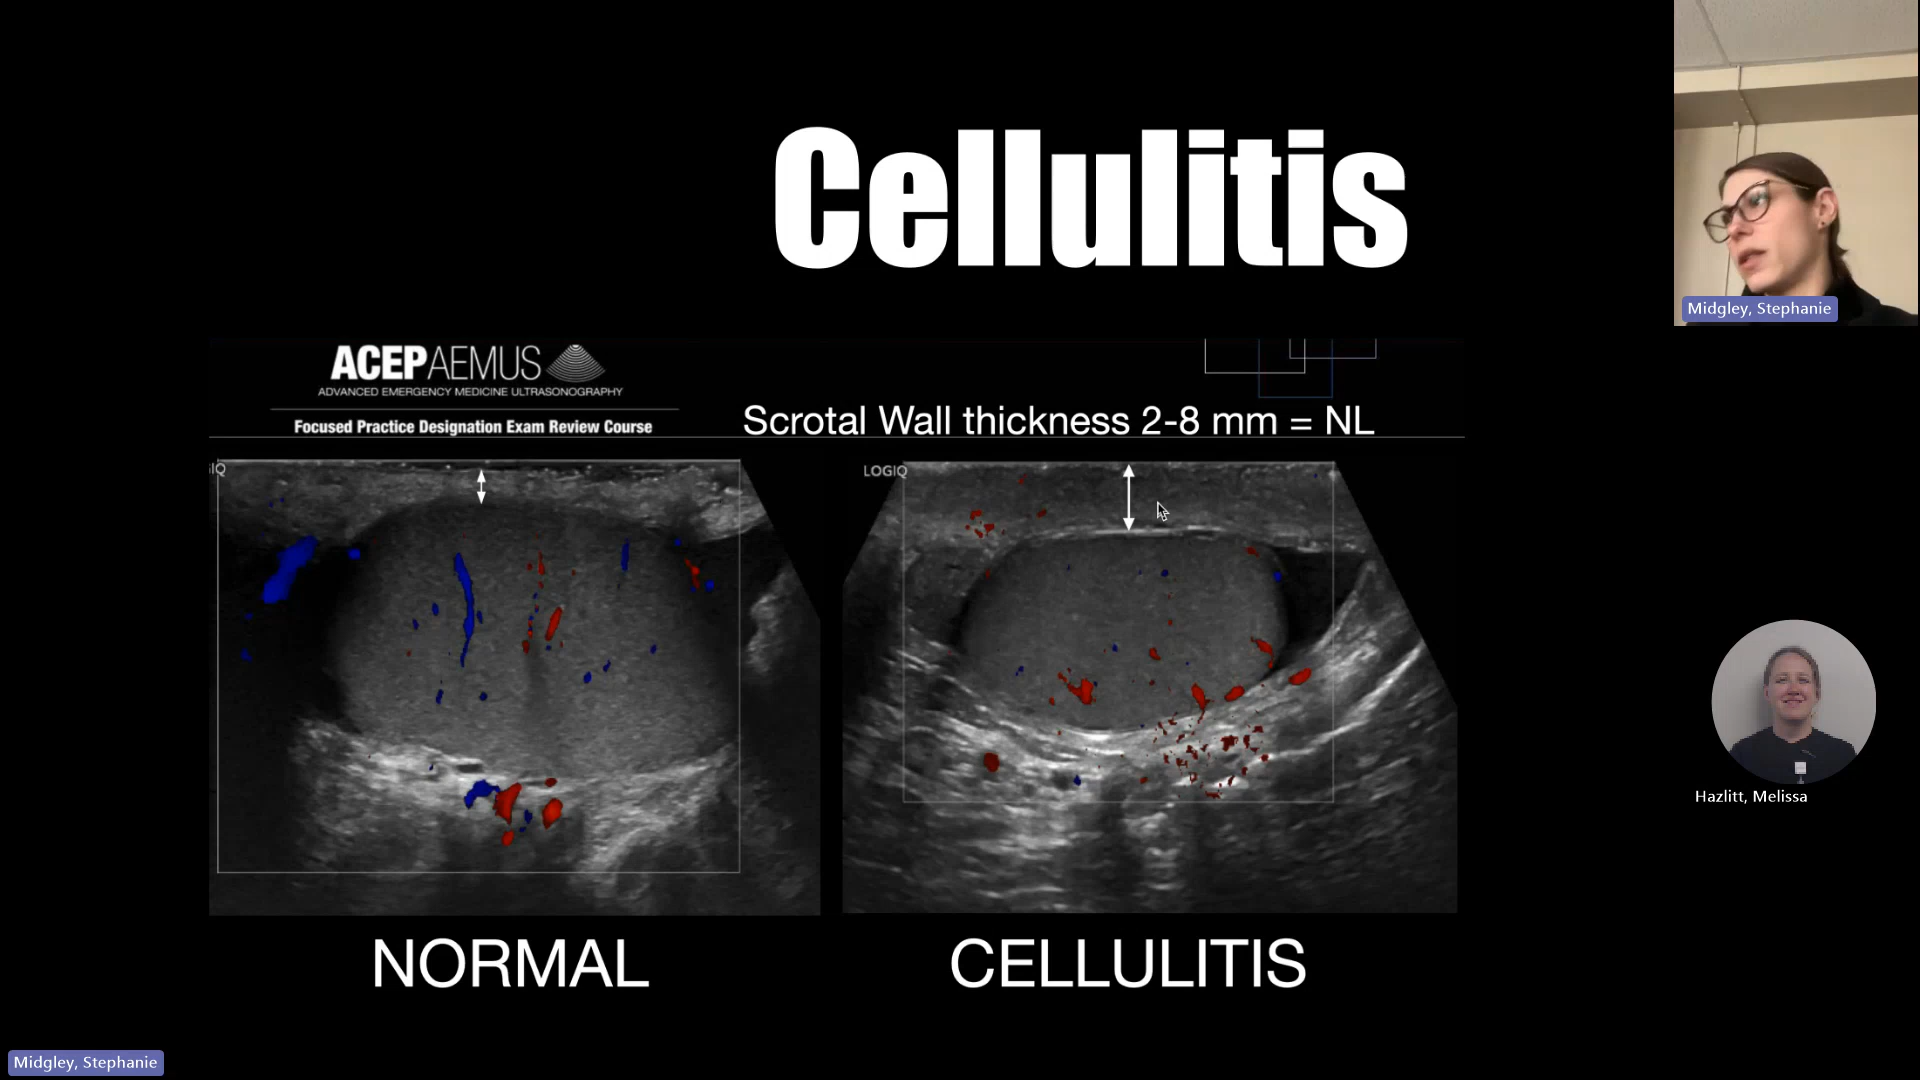 Cellulitis
ACEP AEMUS
ADVANCED EMERGENCY MEDICINE ULTRASONOGRAPHY
Focused Practice Designation Exam Review Course
Scrotal Wall thickness 2-8 mm = NL
IQ
LOGIQ
NORMAL
CELLULITIS
Midgley, Stephanie
Hazlitt, Melissa
Midgley, Stephanie